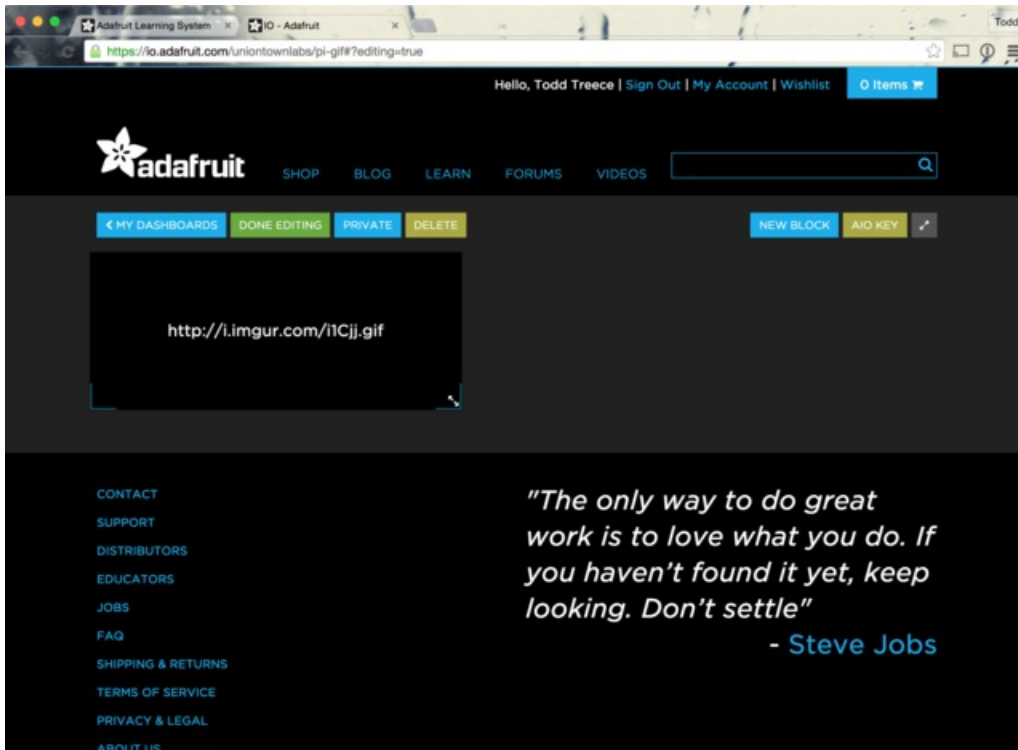 Adafruit Learning System
IO - Adafruit
Todd
https://io.adafruit.com/uniontownlabs/pi-gif#?editing=true
Hello, Todd Treece | Sign Out | My Account | Wishlist
0 Items
adafruit
SHOP
BLOG
LEARN
FORUMS
VIDEOS
MY DASHBOARDS
DONE EDITING
PRIVATE
DELETE
NEW BLOCK
AIO KEY
http://i.imgur.com/i1Cjj.gif
CONTACT
SUPPORT
DISTRIBUTORS
EDUCATORS
JOBS
FAQ
SHIPPING & RETURNS
TERMS OF SERVICE
PRIVACY & LEGAL
ABOUT US
"The only way to do great
work is to love what you do. If
you haven't found it yet, keep
looking. Don't settle"
- Steve Jobs